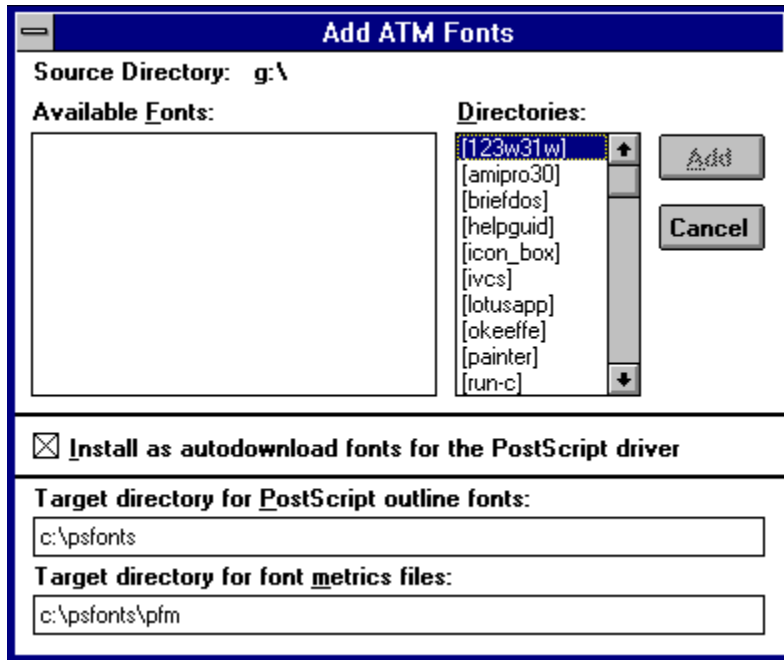 Add ATM Fonts
Source Directory: g:\
Available Fonts:
Directories:
[123w31w]
[amipro30]
[briefdos]
[helpguid]
[icon_box]
[ivcs]
[lotusapp]
[okeeffe]
[painter]
[run-c]
Add
Cancel
Install as autodownload fonts for the PostScript driver
Target directory for PostScript outline fonts:
c:\psfonts
Target directory for font metrics files:
c:\psfonts\pfm